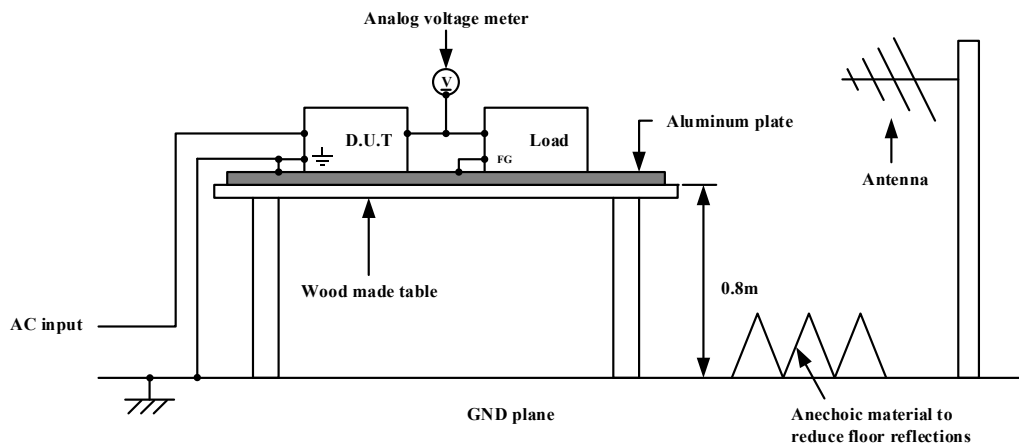 Analog voltage meter
V
D.U.T
Load
FG
Aluminum plate
Antenna
Wood made table
0.8m
AC input
GND plane
Anechoic material to
reduce floor reflections